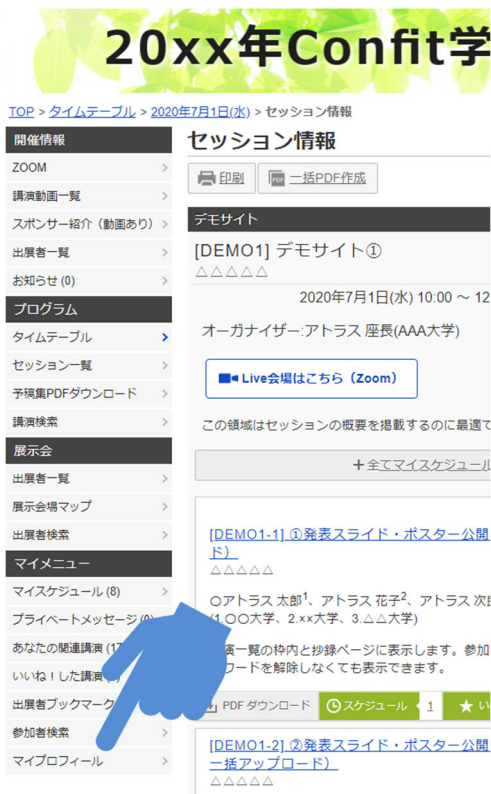 20xx年Confit学
TOP > タイムテーブル > 2020年7月1日(水) > セッション情報
開催情報
ZOOM
講演動画一覧
スポンサー紹介（動画あり）
出展者一覧
お知らせ (0)
プログラム
タイムテーブル
セッション一覧
予稿集PDFダウンロード
講演検索
展示会
出展者一覧
展示会場マップ
出展者検索
マイメニュー
マイスケジュール (8)
プライベートメッセージ (0)
あなたの関連講演
いいね！した講演
出展者ブックマーク
参加者検索
マイプロフィール
セッション情報
印刷
PDF 一括PDF作成
デモサイト
[DEMO1] デモサイト①
△△△△△
2020年7月1日(水) 10:00 ～ 12
オーガナイザー:アトラス 座長(AAA大学)
Live会場はこちら（Zoom）
この領域はセッションの概要を掲載するのに最適で
+全てマイスケジュール
[DEMO1-1] ①発表スライド・ポスター公開
ド）
△△△△△
○アトラス 太郎1、アトラス 花子2、アトラス 次
(1.○○大学、2.××大学、3.△△大学)
演一覧の枠内と抄録ページに表示します。参加
ワードを解除しなくても表示できます。
PDF ダウンロード
スケジュール 1
★ い
[DEMO1-2] ②発表スライド・ポスター公開
一括アップロード）
△△△△△